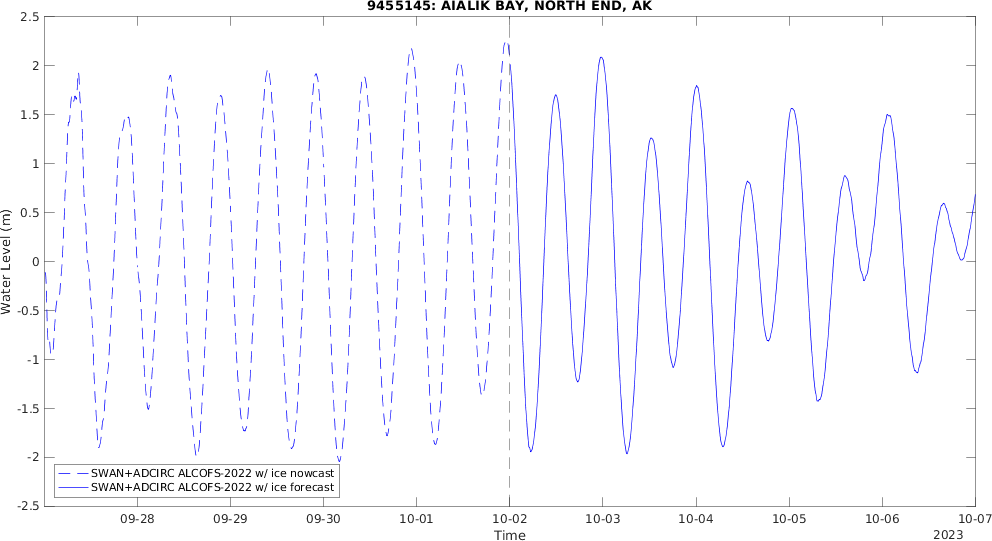 9455145: AIALIK BAY, NORTH END, AK
2.5
2
1.5
1
0.5
0
-0.5
-1
-1.5
-2
-2.5
Water Level (m)
SWAN+ADCIRC ALCOFS-2022 w/ ice nowcast
SWAN+ADCIRC ALCOFS-2022 w/ ice forecast
09-28 09-29 09-30 10-01 10-02 10-03 10-04 10-05 10-06 10-07
Time
2023